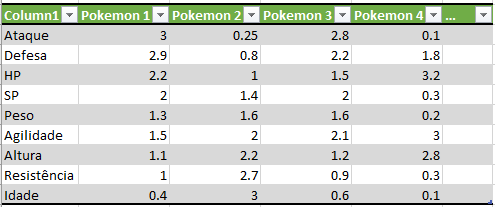 Column1 Pokemon 1 Pokemon 2 Pokemon 3 Pokemon 4 ...
Ataque 3 0.25 2.8 0.1
Defesa 2.9 0.8 2.2 1.8
HP 2.2 1 1.5 3.2
SP 2 1.4 2 0.3
Peso 1.3 1.6 1.6 0.2
Agilidade 1.5 2 2.1 3
Altura 1.1 2.2 1.2 2.8
Resistência 1 2.7 0.9 0.3
Idade 0.4 3 0.6 0.1